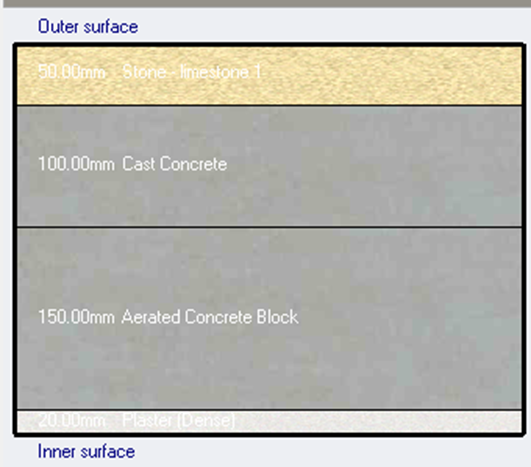 Outer surface
50.00mm Stone - limestone 1
100.00mm Cast Concrete
150.00mm Aerated Concrete Block
20.00mm Plaster (Dense)
Inner surface